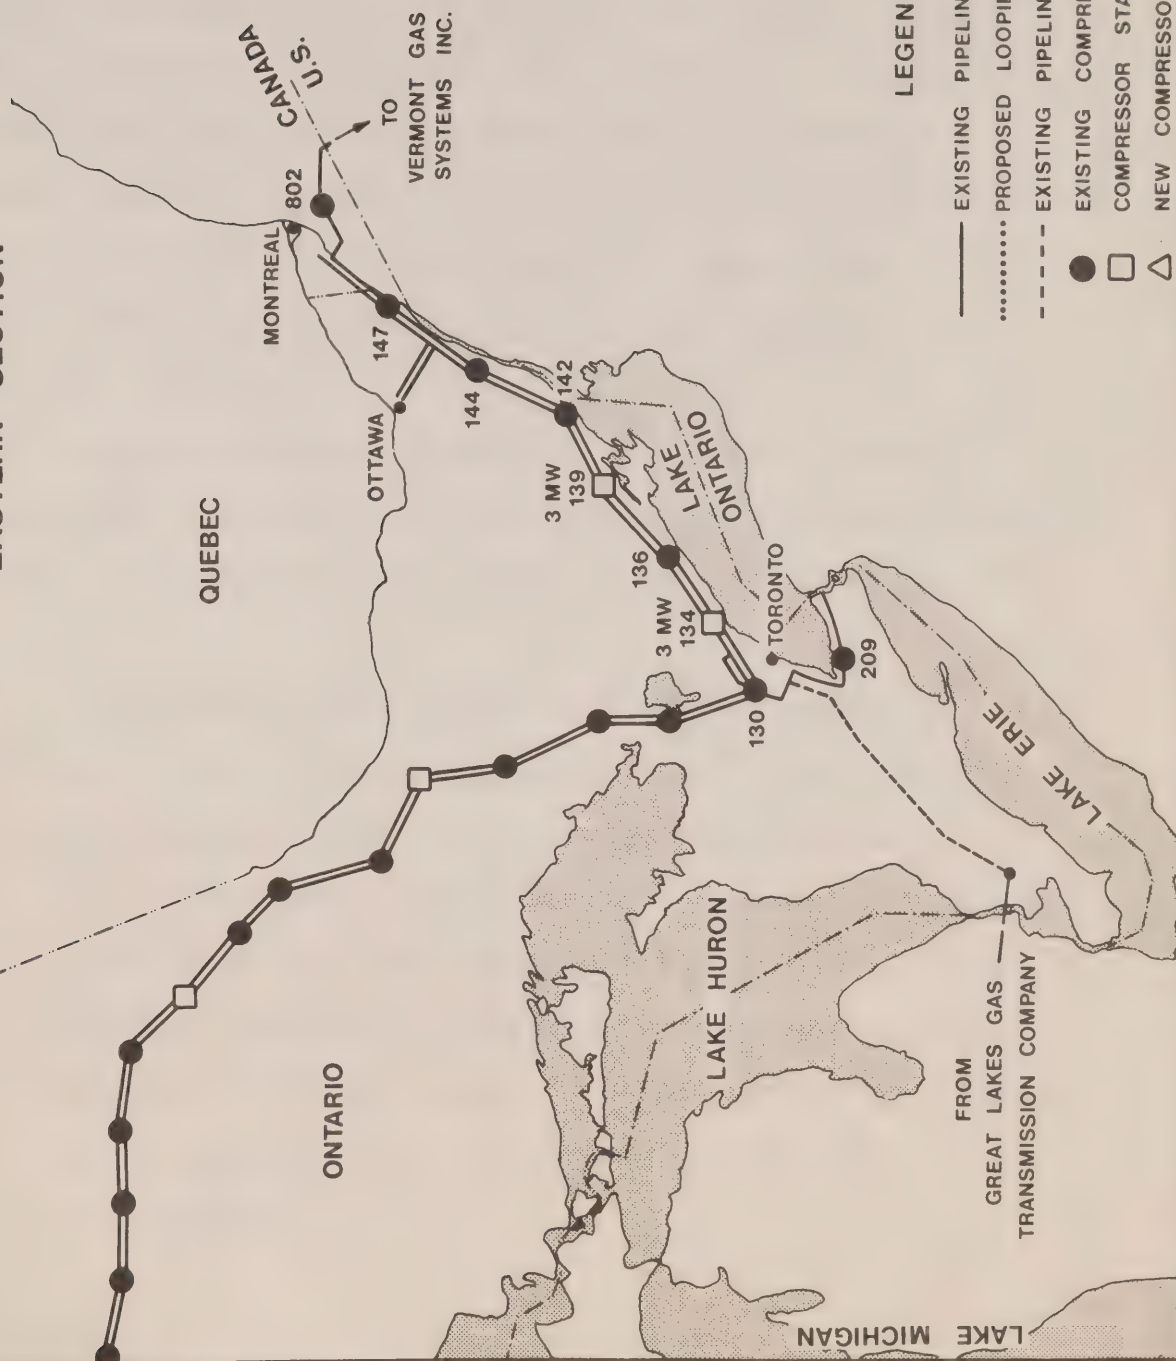 CANADA
U.S.
TO
VERMONT GAS
SYSTEMS INC.
802
MONTREAL
147
OTTAWA
144
142
QUEBEC
3 MW
139
136
3 MW
134
LAKE
ONTARIO
TORONTO
130
209
LAKE ERIE
LAKE HURON
ONTARIO
FROM
GREAT LAKES GAS
TRANSMISSION COMPANY
LAKE MICHIGAN
LEGEN
EXISTING PIPELIN
PROPOSED LOOPI
EXISTING PIPELIN
EXISTING COMPRE
COMPRESSOR STA
NEW COMPRESSO